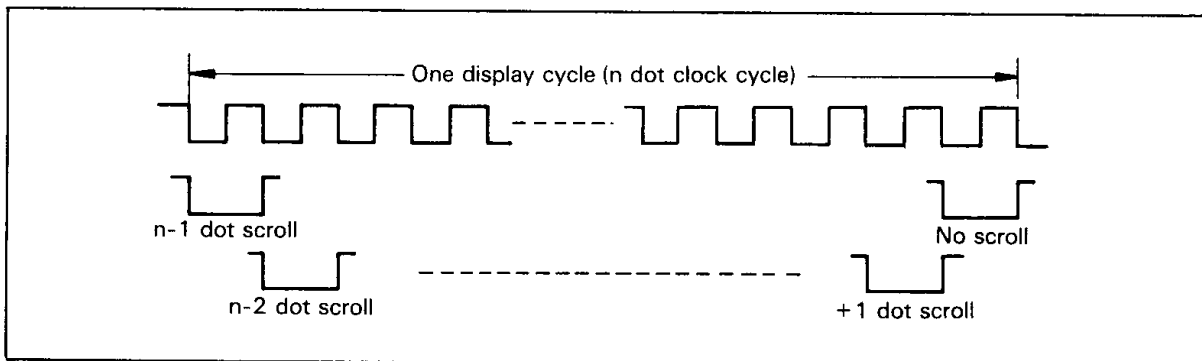 One display cycle (n dot clock cycle)
n-1 dot scroll
No scroll
n-2 dot scroll
+1 dot scroll